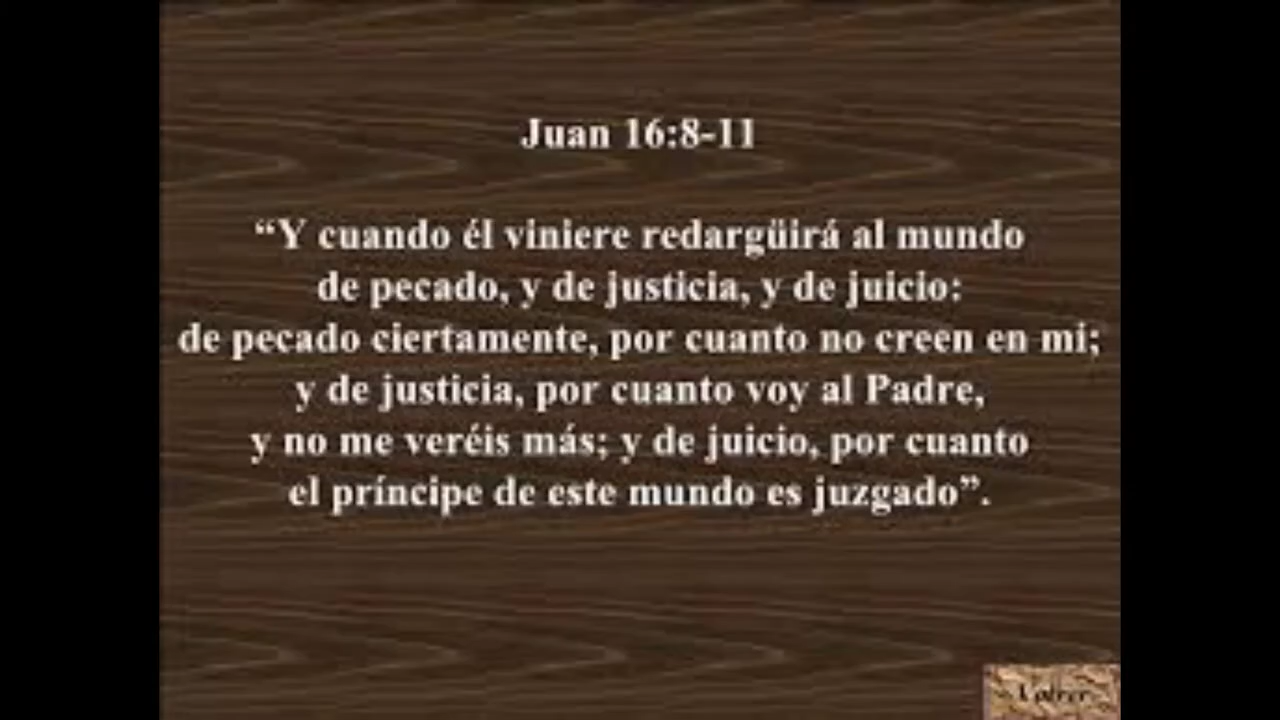 Juan 16:8-11
“Y cuando él viniere redargüirá al mundo
de pecado, y de justicia, y de juicio:
de pecado ciertamente, por cuanto no creen en mi;
y de justicia, por cuanto voy al Padre,
y no me veréis más; y de juicio, por cuanto
el príncipe de este mundo es juzgado”.
Volver